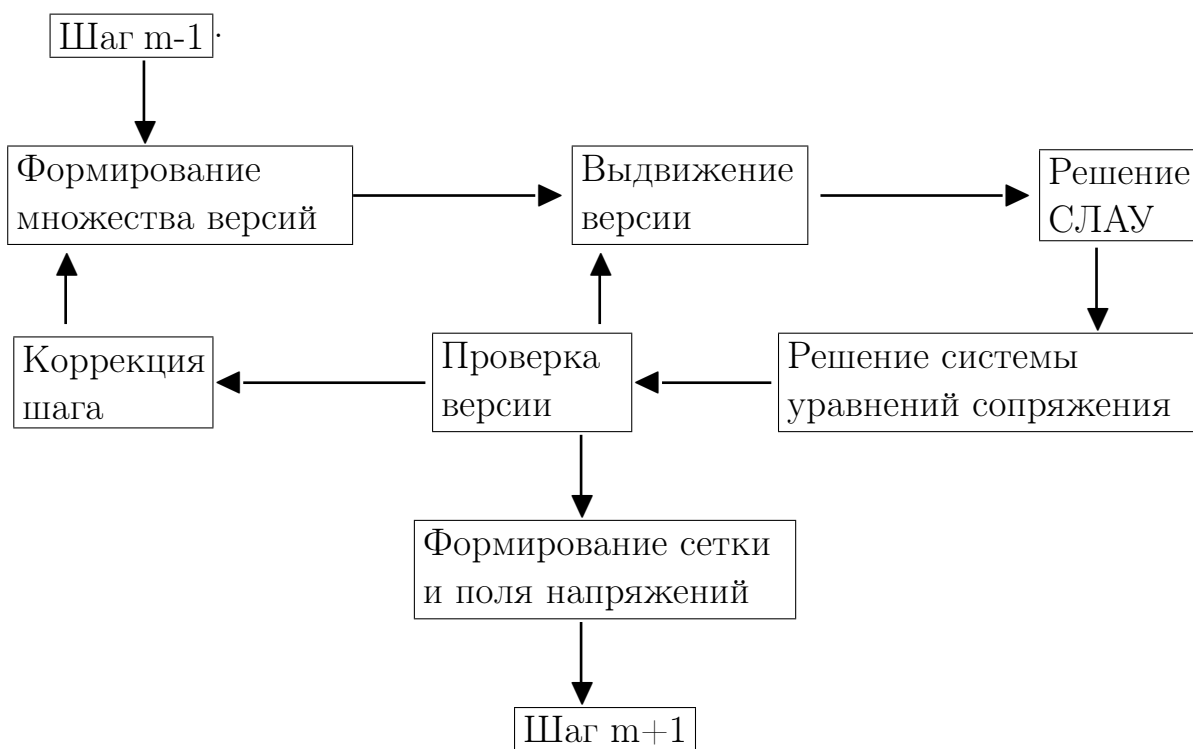 Шаг m-1.
Формирование
множества версий
Выдвижение
версии
Решение
СЛАУ
Коррекция
шага
Проверка
версии
Решение системы
уравнений сопряжения
Формирование сетки
и поля напряжений
Шаг m+1